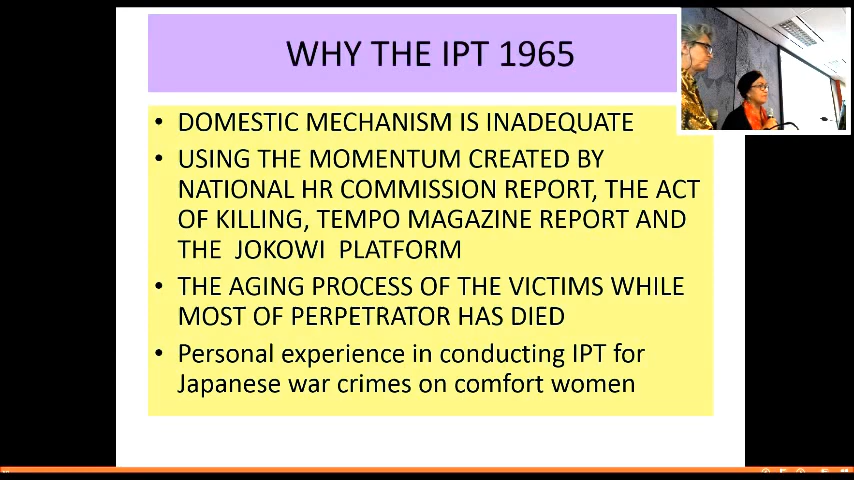 WHY THE IPT 1965
• DOMESTIC MECHANISM IS INADEQUATE
• USING THE MOMENTUM CREATED BY
NATIONAL HR COMMISSION REPORT, THE ACT
OF KILLING, TEMPO MAGAZINE REPORT AND
THE JOKOWI PLATFORM
• THE AGING PROCESS OF THE VICTIMS WHILE
MOST OF PERPETRATOR HAS DIED
• Personal experience in conducting IPT for
Japanese war crimes on comfort women